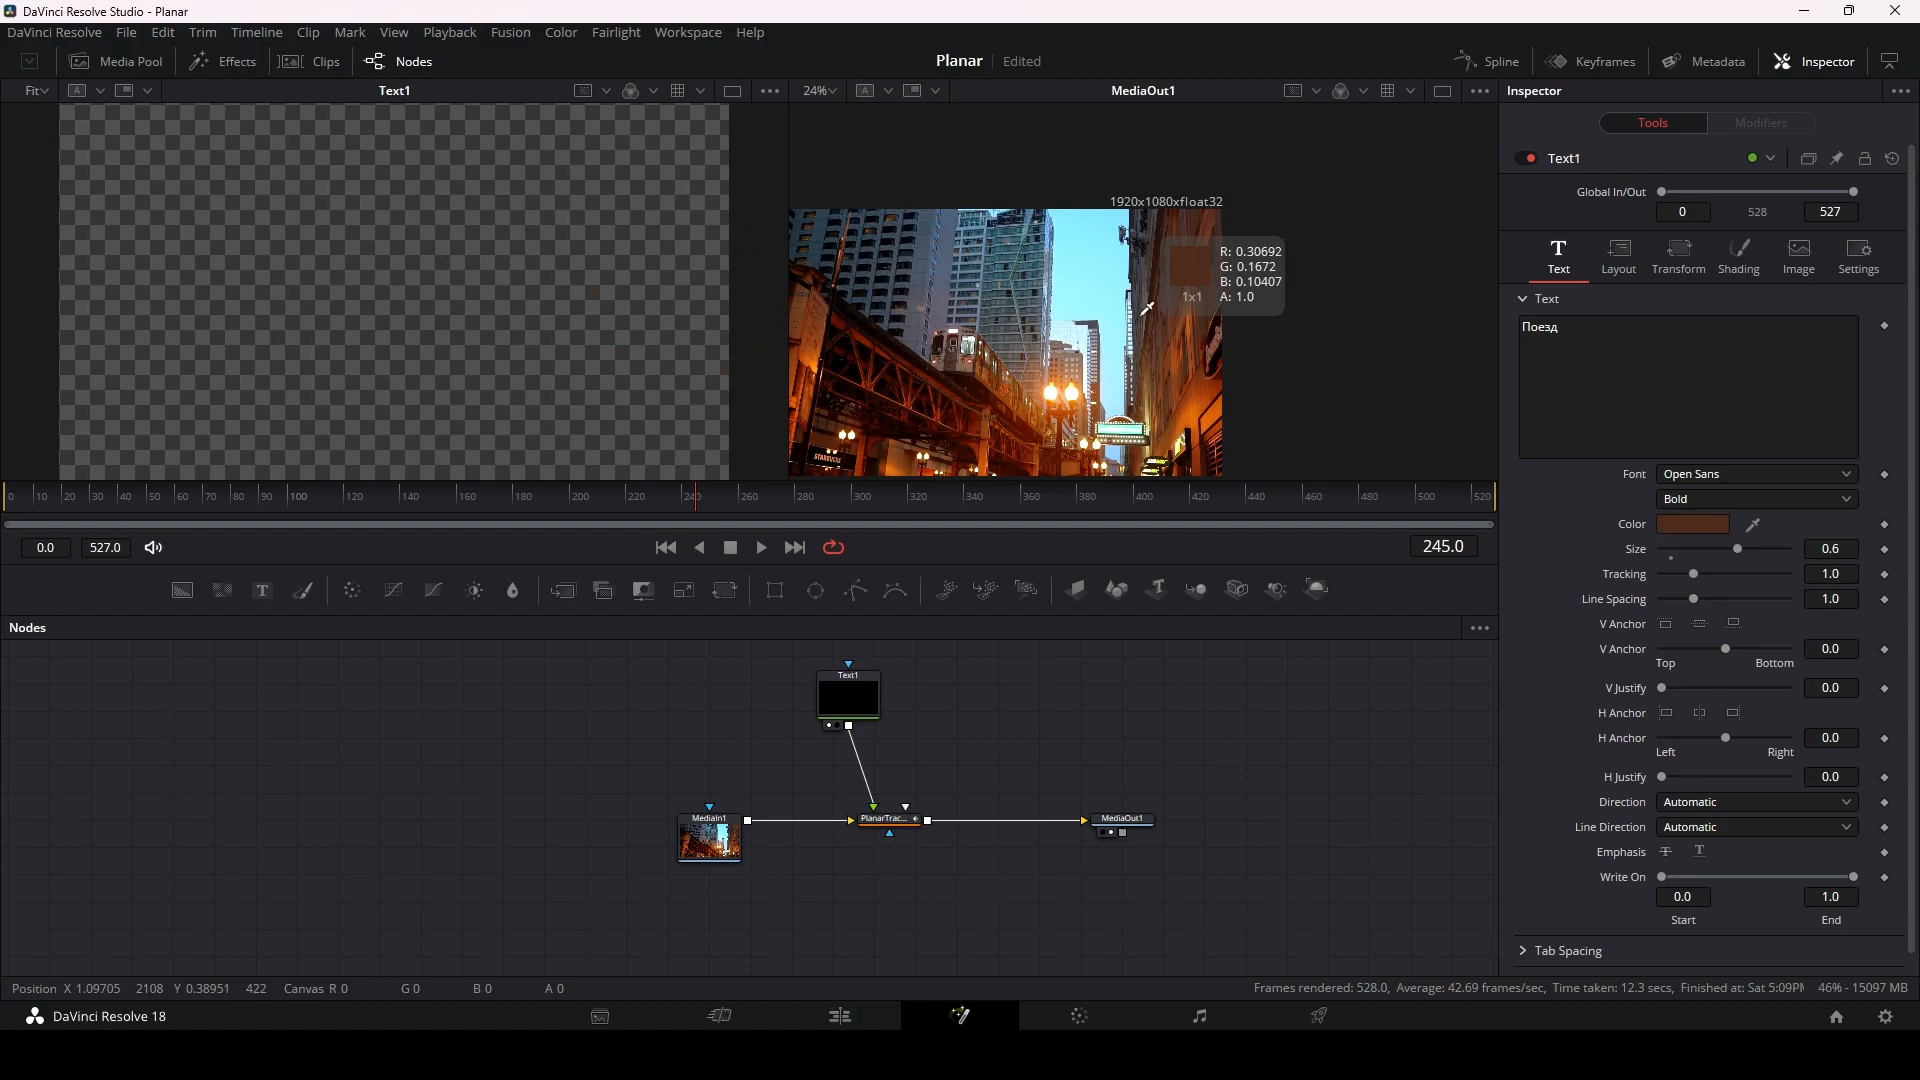 DaVinci Resolve Studio - Planar
DaVinci Resolve File Edit Trim Timeline Clip Mark View Playback Fusion Color Fairlight Workspace Help
Media Pool Effects Clips Nodes Planar Edited Spline Keyframes Metadata Inspector
Fit A Text1 24% A MediaOut1 Inspector
Tools Modifiers
Text1
1920x1080xfloat32
Global In/Out
0 528 527
R: 0.30692
G: 0.1672
B: 0.10407
A: 1.0
1x1
Text Layout Transform Shading Image Settings
Text
Поезд
STARBUCKS
Font Open Sans
Bold
Color
Size 0.6
Tracking 1.0
Line Spacing 1.0
V Anchor
V Anchor 0.0
Top Bottom
V Justify 0.0
H Anchor
H Anchor 0.0
Left Right
H Justify 0.0
Direction Automatic
Line Direction Automatic
Emphasis
Write On
0.0 1.0
Start End
Tab Spacing
0 10 20 30 40 50 60 70 80 90 100 120 140 160 180 200 220 240 260 280 300 320 340 360 380 400 420 440 460 480 500 520
0.0 527.0 245.0
Nodes
Text1
MediaIn1 PlanarTrac... MediaOut1
Position X 1.09705 2108 Y 0.38951 422 Canvas R 0 G 0 B 0 A 0
Frames rendered: 528.0, Average: 42.69 frames/sec, Time taken: 12.3 secs, Finished at: Sat 5:09PM 46% - 15097 MB
DaVinci Resolve 18